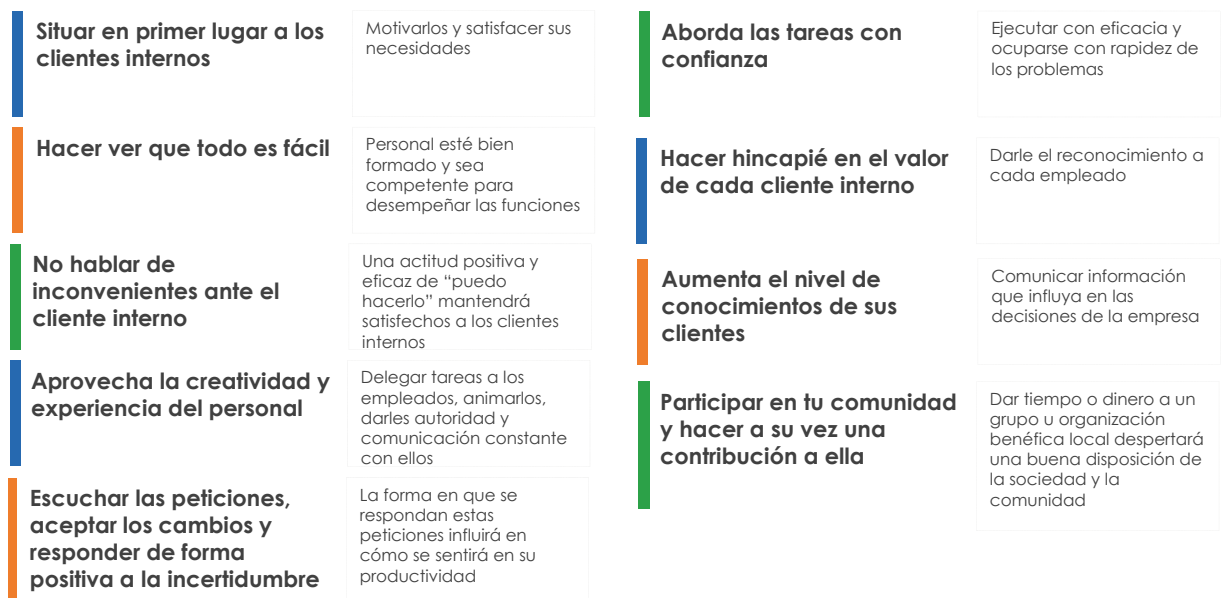 Situar en primer lugar a los
clientes internos
Motivarlos y satisfacer sus
necesidades
Hacer ver que todo es fácil
Personal esté bien
formado y sea
competente para
desempeñar las funciones
No hablar de
inconvenientes ante el
cliente interno
Una actitud positiva y
eficaz de “puedo
hacerlo” mantendrá
satisfechos a los clientes
internos
Aprovecha la creatividad y
experiencia del personal
Delegar tareas a los
empleados, animarlos,
darles autoridad y
comunicación constante
con ellos
Escuchar las peticiones,
aceptar los cambios y
responder de forma
positiva a la incertidumbre
La forma en que se
respondan estas
peticiones influirá en
cómo se sentirá en su
productividad
Aborda las tareas con
confianza
Ejecutar con eficacia y
ocuparse con rapidez de
los problemas
Hacer hincapié en el valor
de cada cliente interno
Darle el reconocimiento a
cada empleado
Aumenta el nivel de
conocimientos de sus
clientes
Comunicar información
que influya en las
decisiones de la empresa
Participar en tu comunidad
y hacer a su vez una
contribución a ella
Dar tiempo o dinero a un
grupo u organización
benéfica local despertará
una buena disposición de
la sociedad y la
comunidad